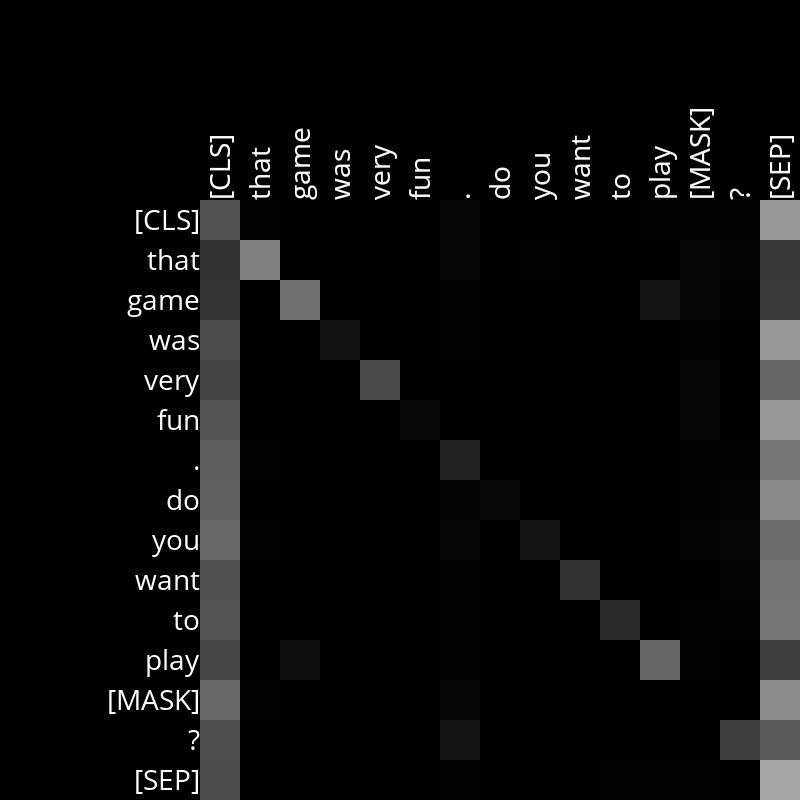 [CLS] that game was very fun . do you want to play [MASK] ? [SEP]
[CLS]
that
game
was
very
fun
.
do
you
want
to
play
[MASK]
?
[SEP]